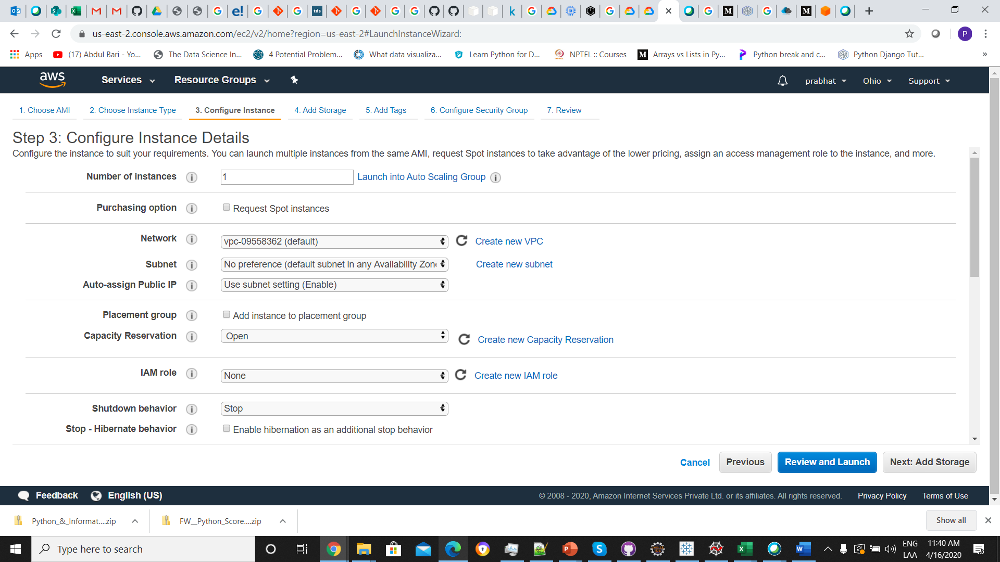 us-east-2.console.aws.amazon.com/ec2/v2/home?region=us-east-2#LaunchInstanceWizard:
P
Apps
(17) Abdul Bari - Yo...
The Data Science In...
4 Potential Problem...
What data visualiza...
Learn Python for D...
NPTEL :: Courses
Arrays vs Lists in Py...
Python break and c...
Python Django Tut...
»
aws
Services
Resource Groups
prabhat
Ohio
Support
1. Choose AMI
2. Choose Instance Type
3. Configure Instance
4. Add Storage
5. Add Tags
6. Configure Security Group
7. Review
Step 3: Configure Instance Details
Configure the instance to suit your requirements. You can launch multiple instances from the same AMI, request Spot instances to take advantage of the lower pricing, assign an access management role to the instance, and more.
Number of instances
1
Launch into Auto Scaling Group
Purchasing option
Request Spot instances
Network
vpc-09558362 (default)
Create new VPC
Subnet
No preference (default subnet in any Availability Zon
Create new subnet
Auto-assign Public IP
Use subnet setting (Enable)
Placement group
Add instance to placement group
Capacity Reservation
Open
Create new Capacity Reservation
IAM role
None
Create new IAM role
Shutdown behavior
Stop
Stop - Hibernate behavior
Enable hibernation as an additional stop behavior
Cancel
Previous
Review and Launch
Next: Add Storage
Feedback
English (US)
© 2008 - 2020, Amazon Internet Services Private Ltd. or its affiliates. All rights reserved.
Privacy Policy
Terms of Use
Python_&_Informat....zip
FW__Python_Score....zip
Show all
Type here to search
ENG
LAA
11:40 AM
4/16/2020